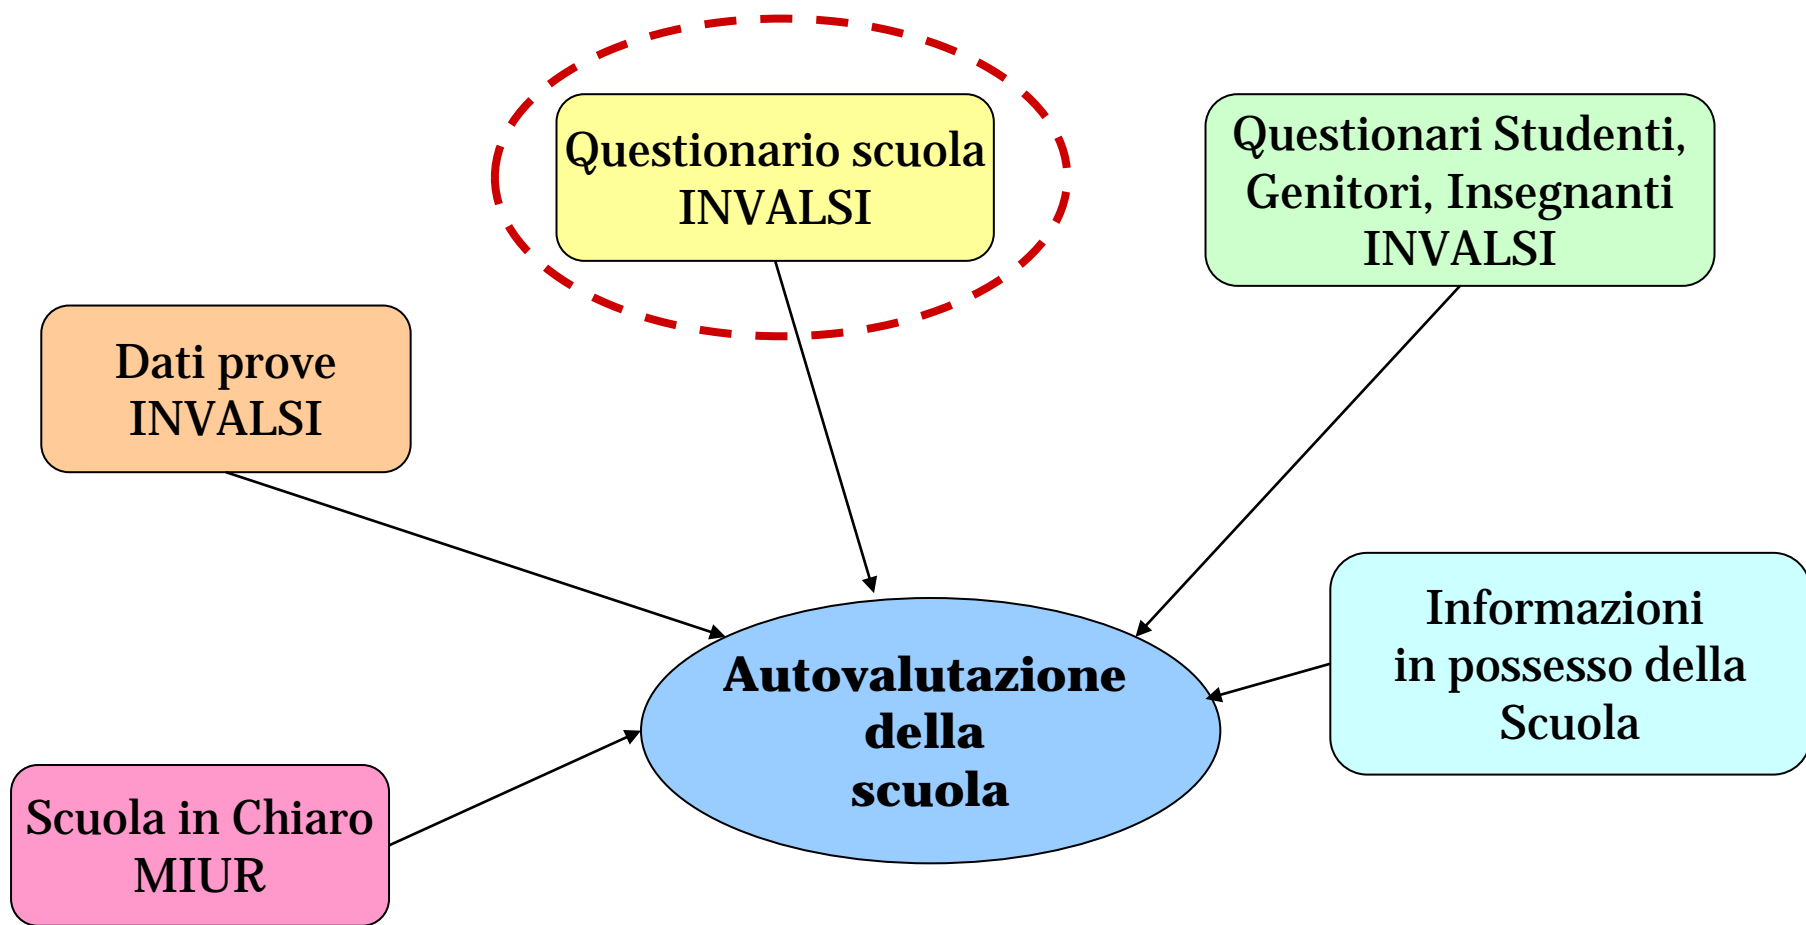 Questionario scuola
INVALSI
Questionari Studenti,
Genitori, Insegnanti
INVALSI
Dati prove
INVALSI
Informazioni
in possesso della
Scuola
Autovalutazione
della
scuola
Scuola in Chiaro
MIUR